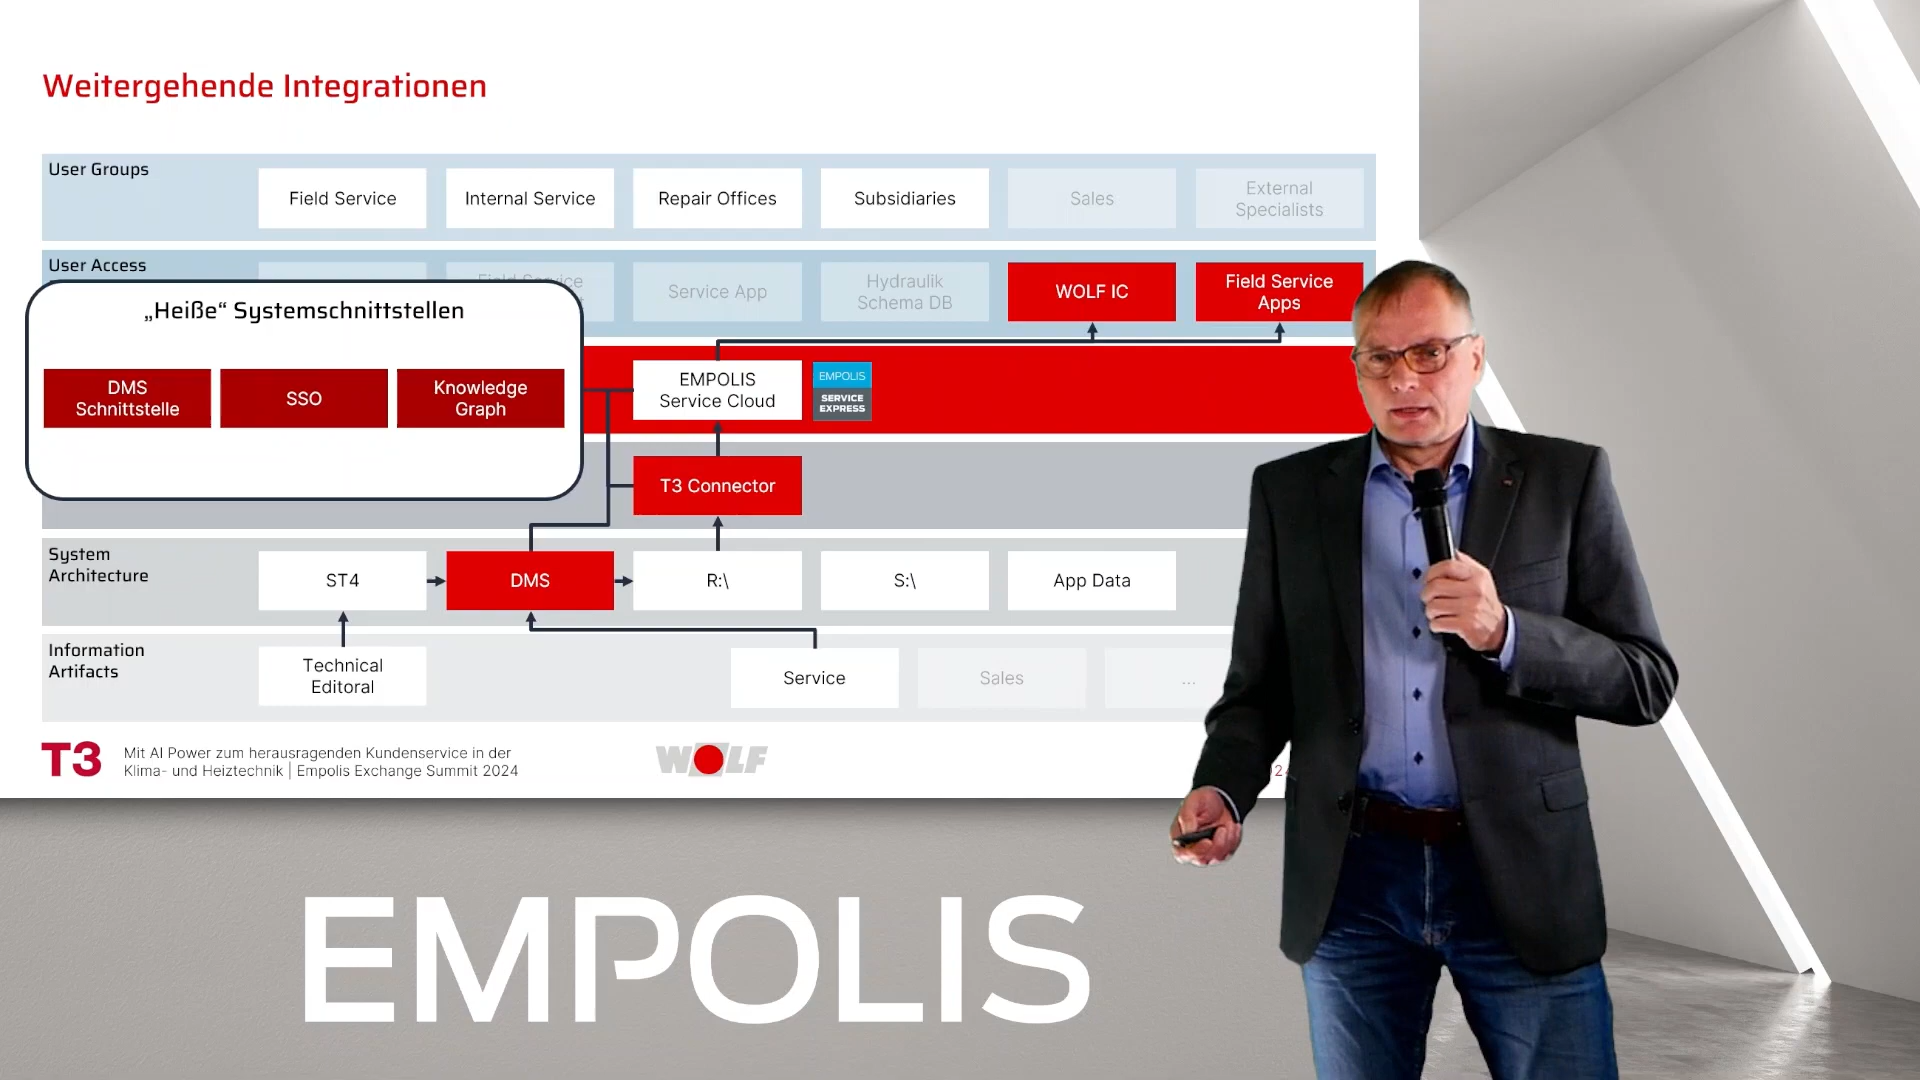 Weitergehende Integrationen
User Groups
Field Service
Internal Service
Repair Offices
Subsidiaries
Sales
External
Specialists
User Access
Field Service
Service App
Hydraulik
Schema DB
WOLF IC
Field Service
Apps
„Heiße“ Systemschnittstellen
DMS
Schnittstelle
SSO
Knowledge
Graph
EMPOLIS
Service Cloud
EMPOLIS
SERVICE
EXPRESS
T3 Connector
System
Architecture
ST4
DMS
R:\
S:\
App Data
Information
Artifacts
Technical
Editoral
Service
Sales
...
T3
Mit AI Power zum herausragenden Kundenservice in der
Klima- und Heiztechnik | Empolis Exchange Summit 2024
WOLF
EMPOLIS